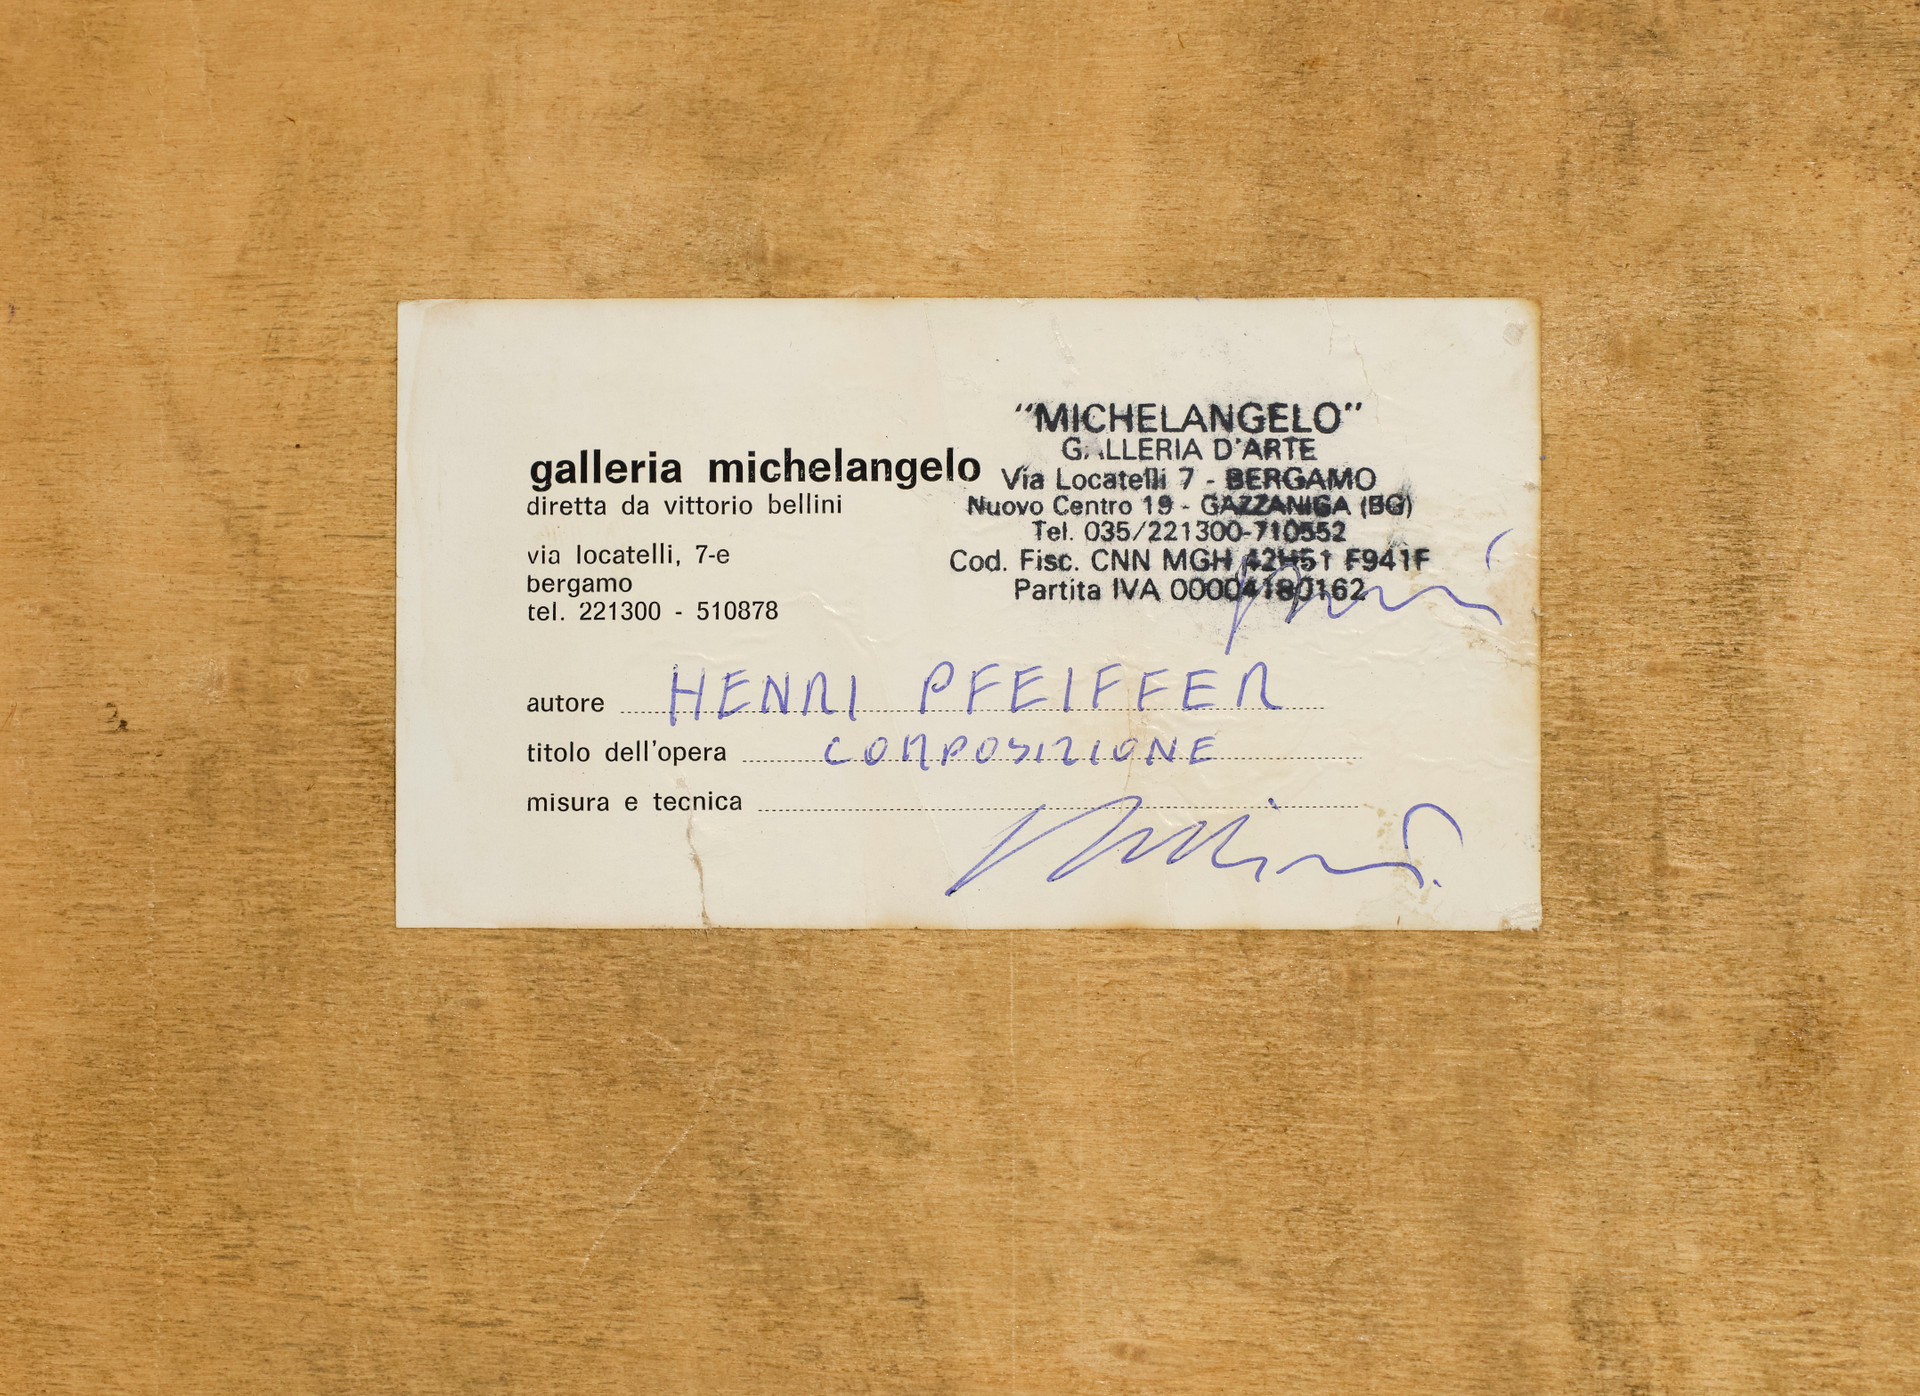 galleria michelangelo
diretta da vittorio bellini
via locatelli, 7-e
bergamo
tel. 221300 - 510878
"MICHELANGELO"
GALLERIA D'ARTE
Via Locatelli 7 - BERGAMO
Nuovo Centro 19 - GAZZANIGA (BG)
Tel. 035/221300-710552
Cod. Fisc. CNN MGH 42H51 F941F
Partita IVA 00004180162
autore HENRI PFEIFFER
titolo dell'opera COMPOSIZIONE
misura e tecnica